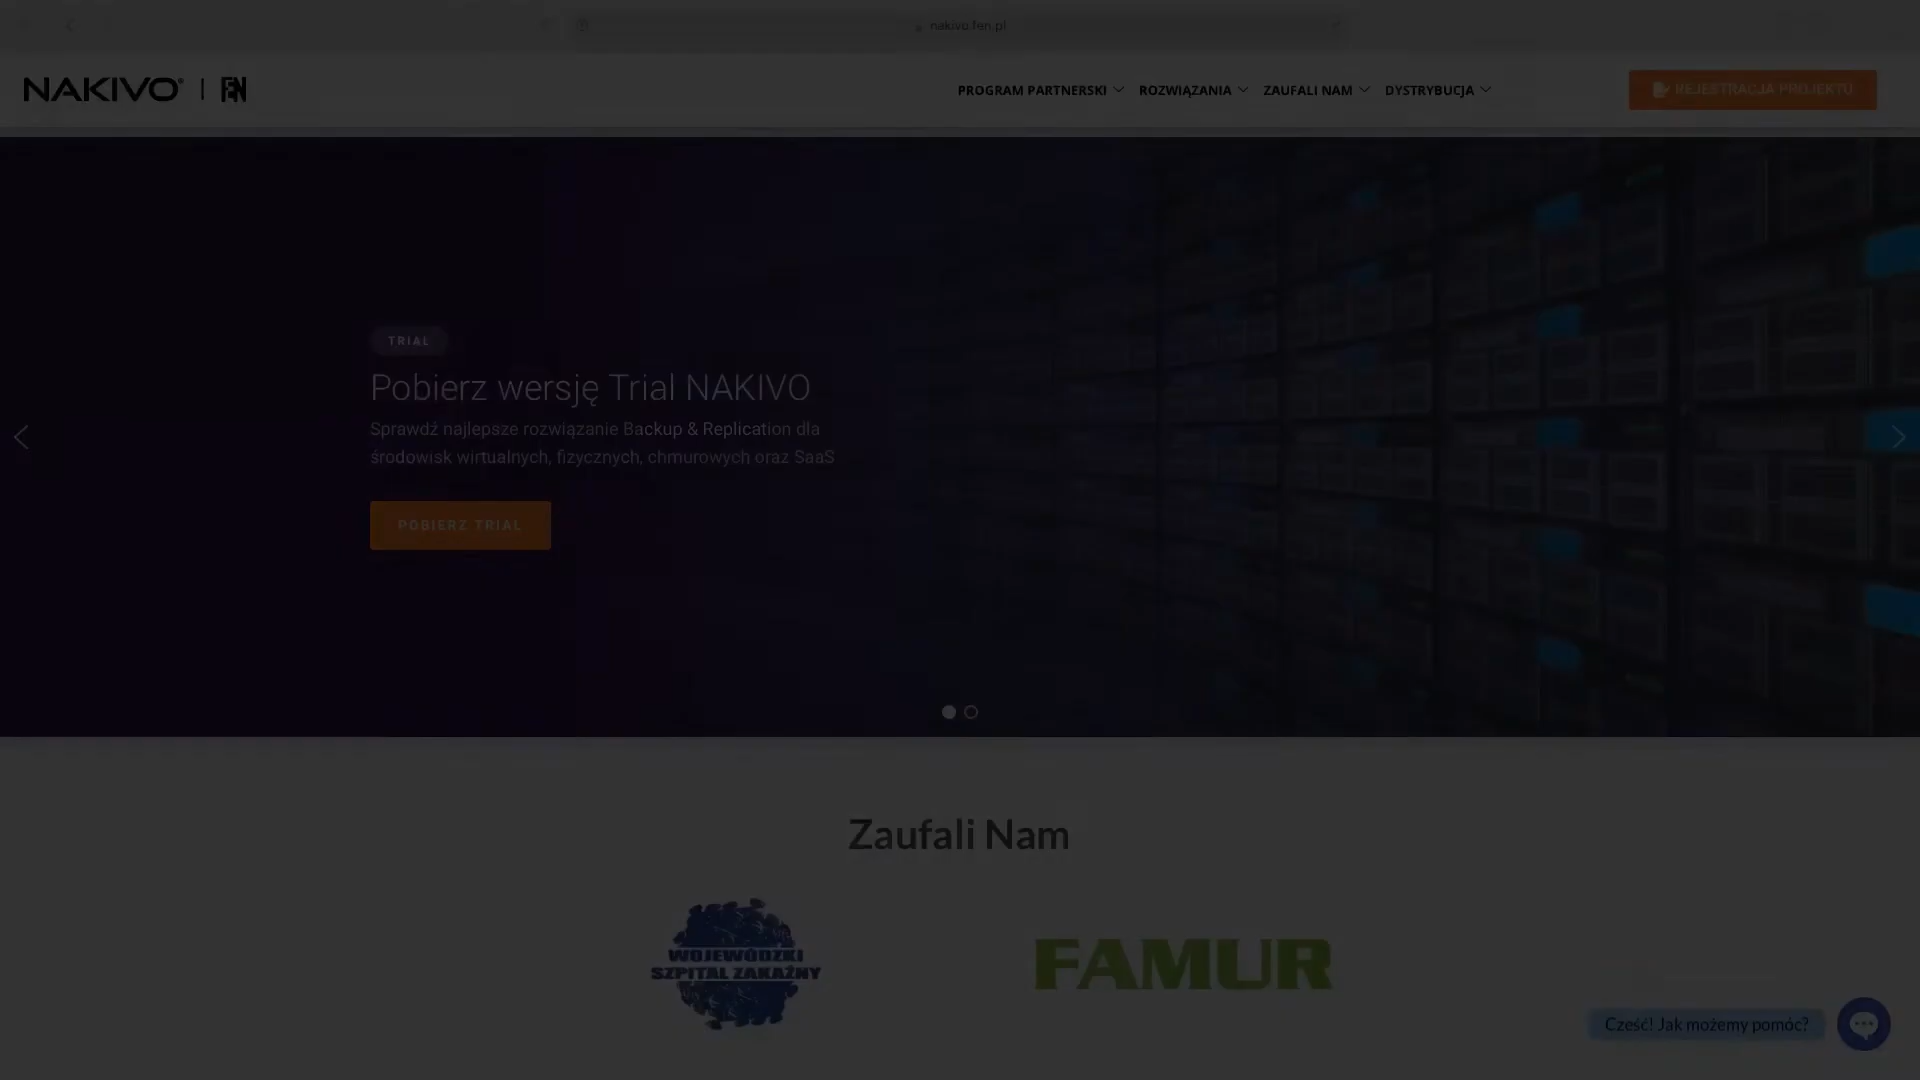 nakivo.fen.pl
NAKIVO | FEN
PROGRAM PARTNERSKI ROZWIĄZANIA ZAUFALI NAM DYSTRYBUCJA
REJESTRACJA PROJEKTU
TRIAL
Pobierz wersję Trial NAKIVO
Sprawdź najlepsze rozwiązanie Backup & Replication dla
środowisk wirtualnych, fizycznych, chmurowych oraz SaaS
POBIERZ TRIAL
Zaufali Nam
WOJEWÓDZKI
SZPITAL ZAKAŹNY
FAMUR
Cześć! Jak możemy pomóc?